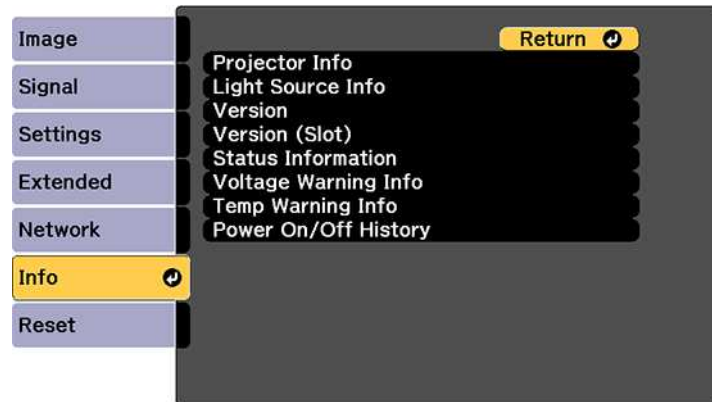 Image
Signal
Settings
Extended
Network
Info
Reset
Return
Projector Info
Light Source Info
Version
Version (Slot)
Status Information
Voltage Warning Info
Temp Warning Info
Power On/Off History